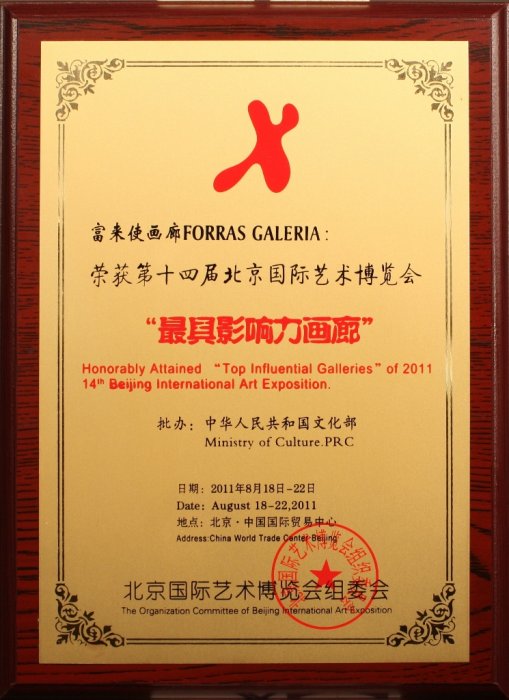 富来使画廊FORRAS GALERIA:
荣获第十四届北京国际艺术博览会
“最具影响力画廊”
Honorably Attained “Top Influential Galleries” of 2011
14th Beijing International Art Exposition.
批办: 中华人民共和国文化部
Ministry of Culture.PRC
日期: 2011年8月18日-22日
Date: August 18-22,2011
地点: 北京·中国国际贸易中心
Address:China World Trade Center Beijing
北京国际艺术博览会组委会
The Organization Committee of Beijing International Art Exposition